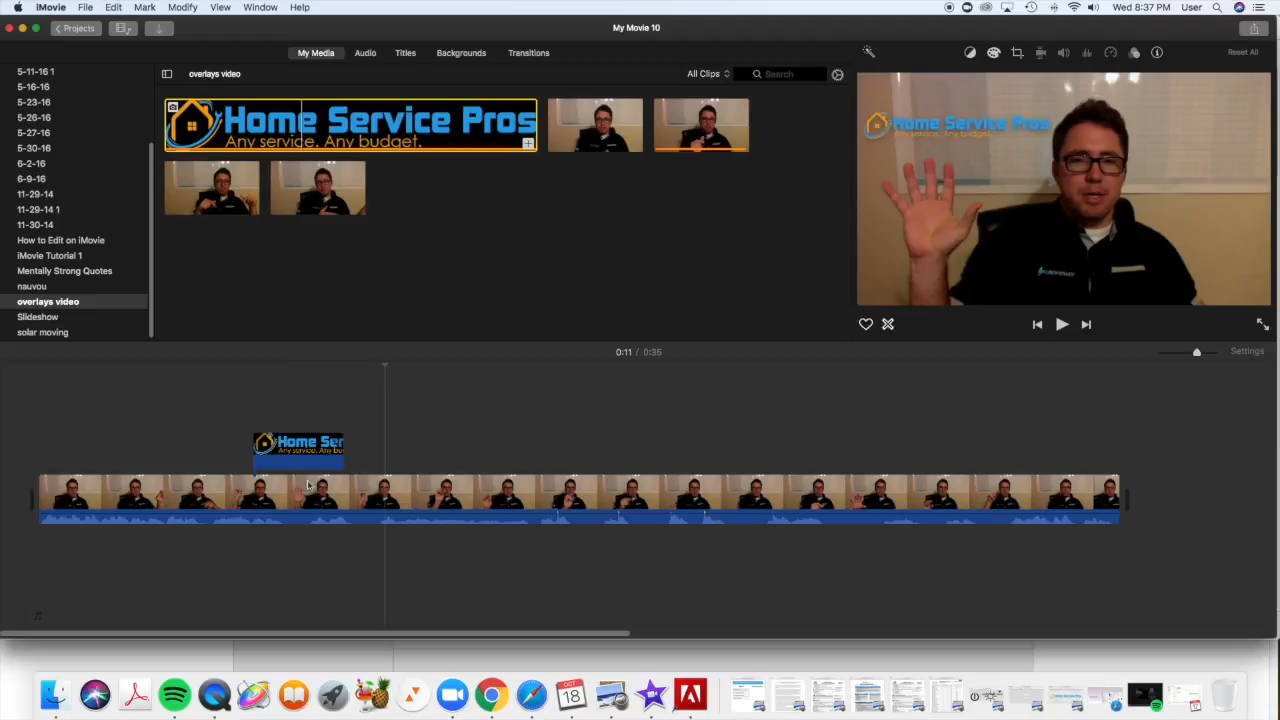 iMovie File Edit Mark Modify View Window Help
Wed 8:37 PM User
Projects
My Movie 10
My Media Audio Titles Backgrounds Transitions
Reset All
overlays video
All Clips
Search
5-11-16 1
5-16-16
5-23-16
5-26-16
5-27-16
5-30-16
6-2-16
6-9-16
11-29-14
11-29-14 1
11-30-14
How to Edit on iMovie
iMovie Tutorial 1
Mentally Strong Quotes
nauvou
overlays video
Slideshow
solar moving
Home Service Pros
Any service. Any budget.
Home Service Pros
Any service. Any budget.
0:11 / 0:35
Settings
Home Ser
Any service. Any bu
OCT
18